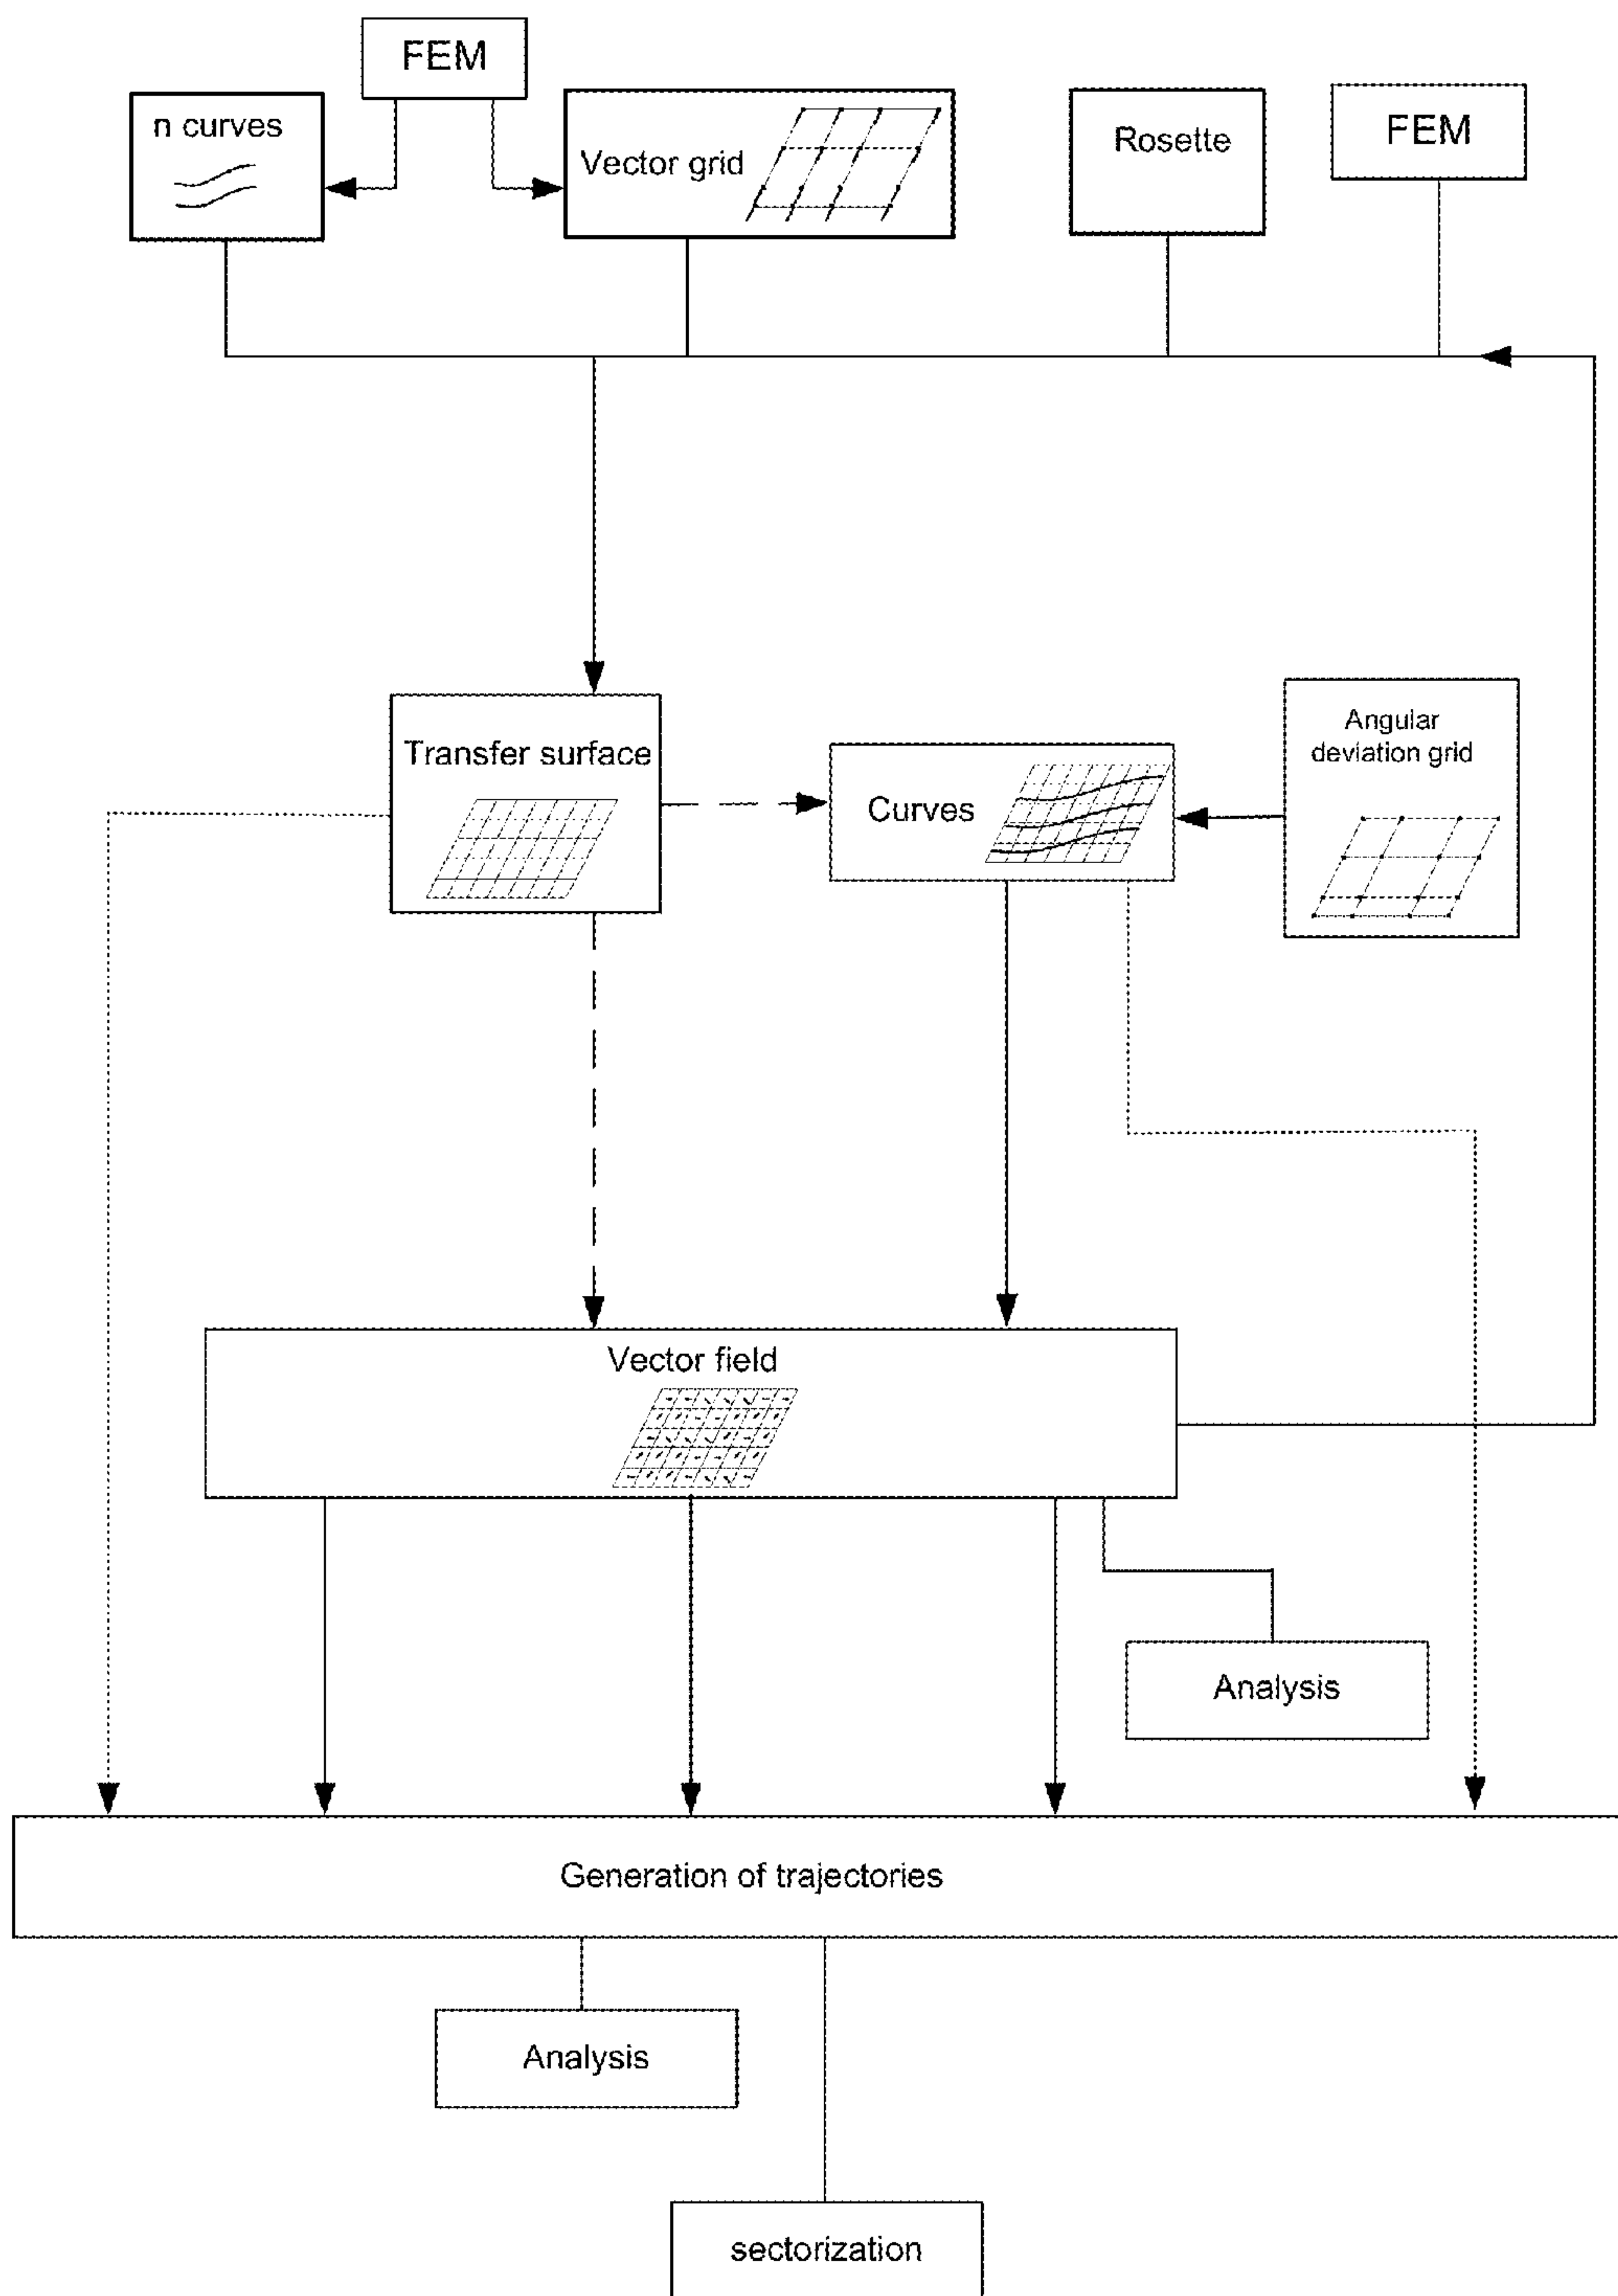 FEM
n curves
Vector grid
Rosette
FEM
Transfer surface
Curves
Angular
deviation grid
Vector field
Analysis
Generation of trajectories
Analysis
sectorization